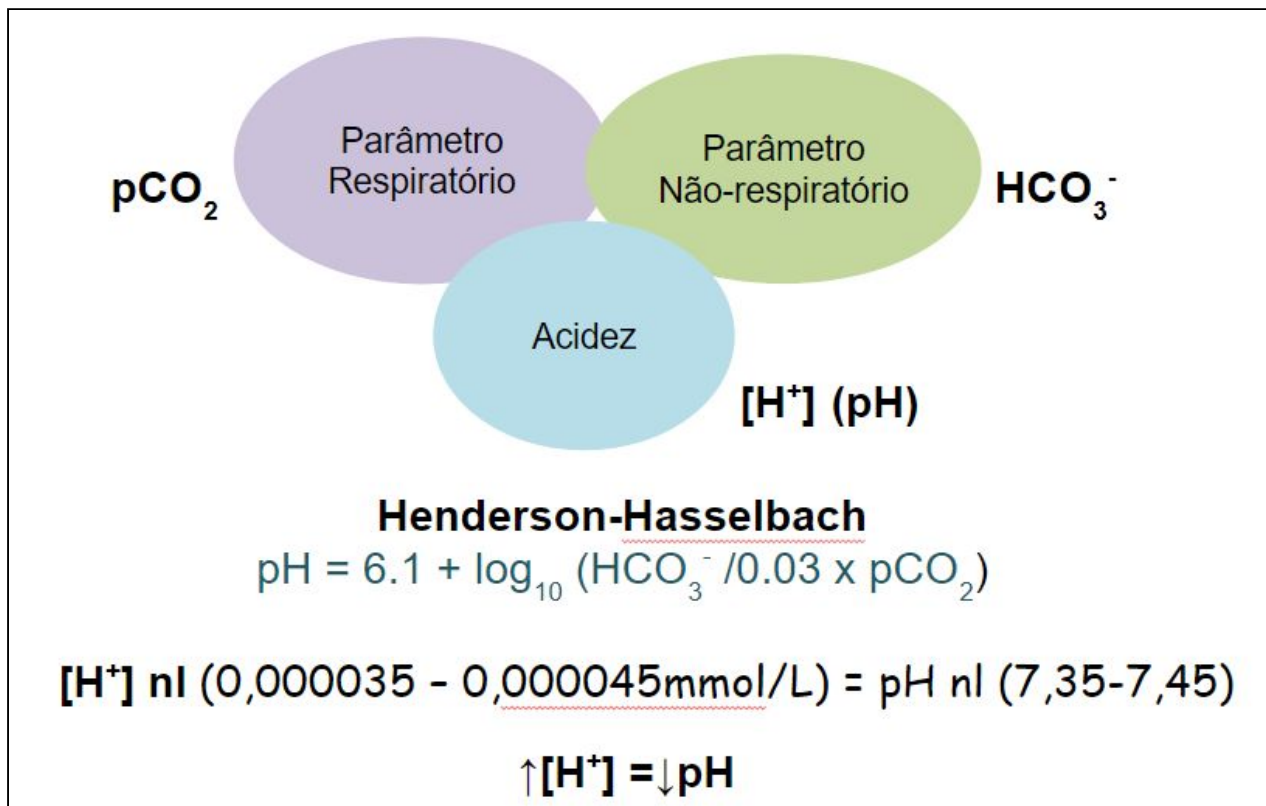 Parâmetro
Respiratório
Parâmetro
Não-respiratório
pCO₂
HCO₃⁻
Acidez
[H⁺] (pH)
Henderson-Hasselbach
pH = 6.1 + log₁₀ (HCO₃⁻ /0.03 x pCO₂)
[H⁺] nl (0,000035 – 0,000045mmol/L) = pH nl (7,35-7,45)
↑[H⁺] =↓pH